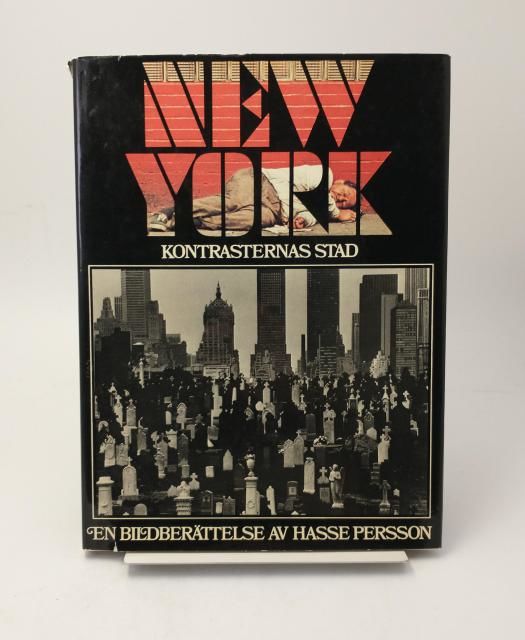 NEW
YORK
KONTRASTERNAS STAD
EN BILDBERÄTTELSE AV HASSE PERSSON